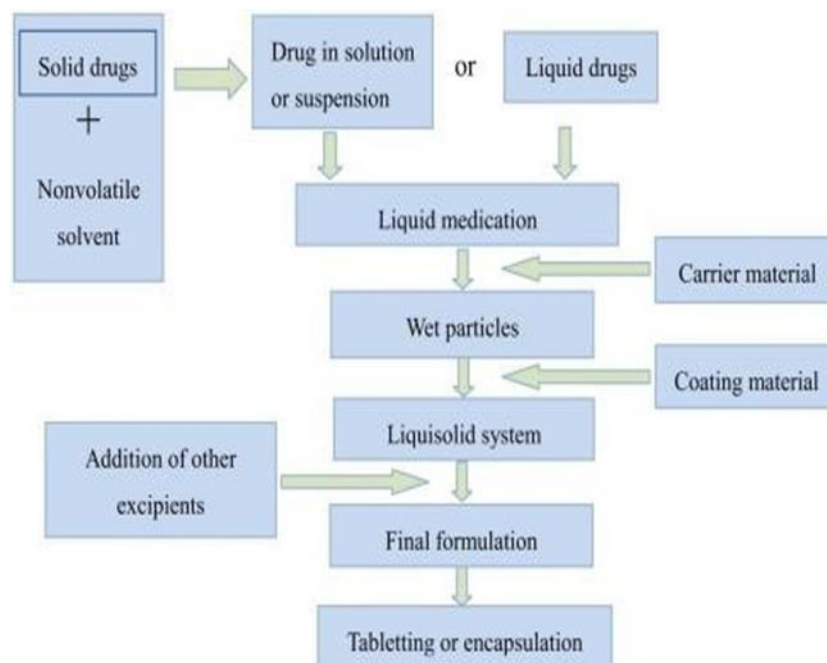 Solid drugs
+
Nonvolatile
solvent
Drug in solution
or suspension
or
Liquid drugs
Liquid medication
Carrier material
Wet particles
Coating material
Liquisolid system
Addition of other
excipients
Final formulation
Tabletting or encapsulation